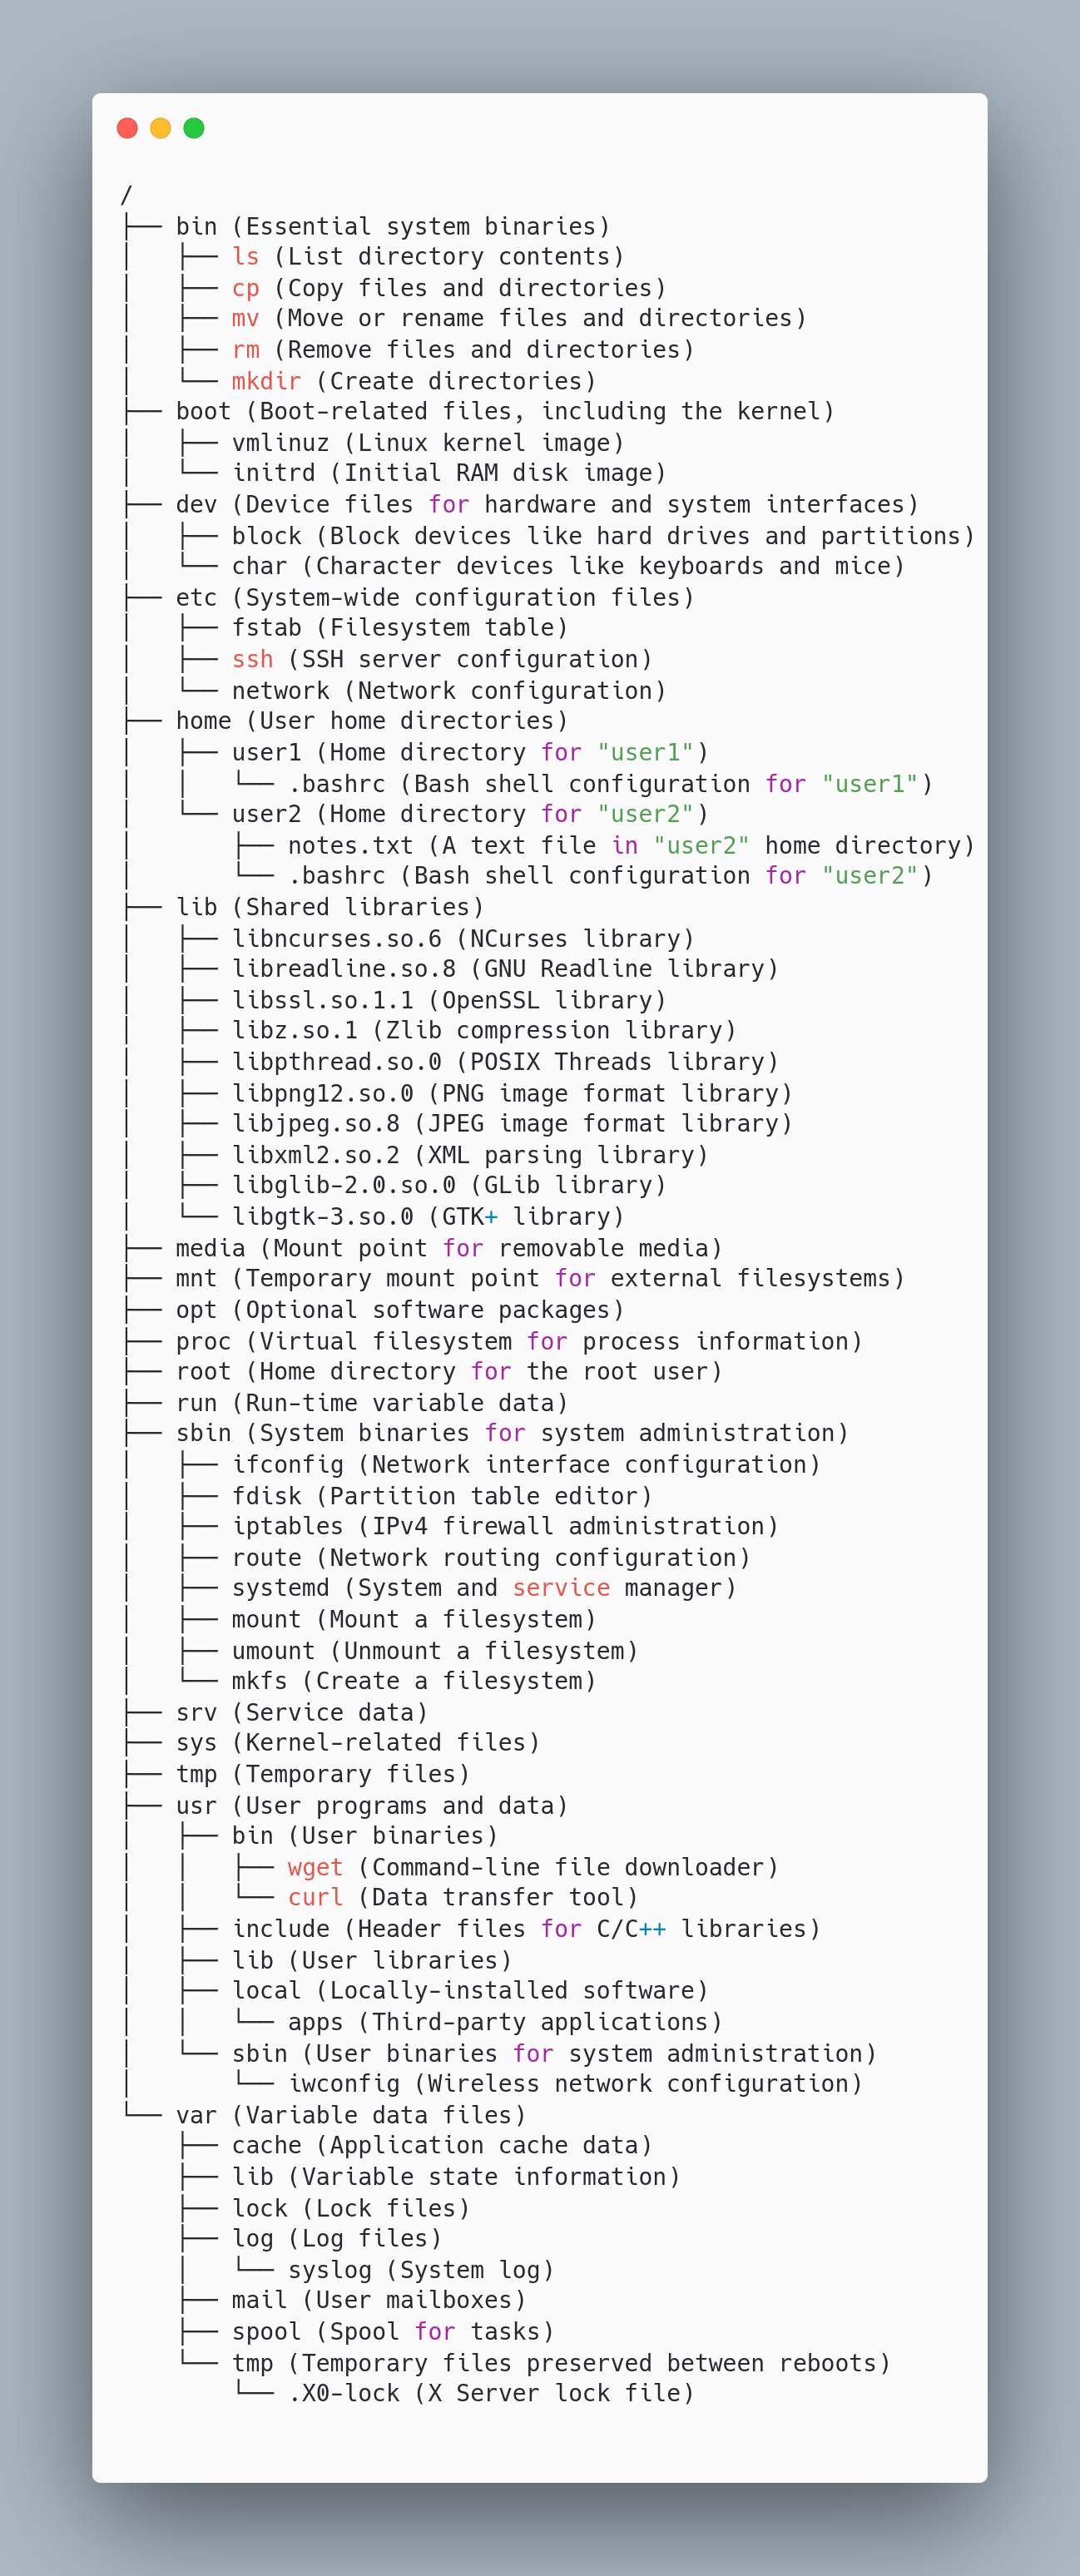 /
├── bin (Essential system binaries)
│   ├── ls (List directory contents)
│   ├── cp (Copy files and directories)
│   ├── mv (Move or rename files and directories)
│   ├── rm (Remove files and directories)
│   └── mkdir (Create directories)
├── boot (Boot-related files, including the kernel)
│   ├── vmlinuz (Linux kernel image)
│   └── initrd (Initial RAM disk image)
├── dev (Device files for hardware and system interfaces)
│   ├── block (Block devices like hard drives and partitions)
│   └── char (Character devices like keyboards and mice)
├── etc (System-wide configuration files)
│   ├── fstab (Filesystem table)
│   ├── ssh (SSH server configuration)
│   └── network (Network configuration)
├── home (User home directories)
│   ├── user1 (Home directory for "user1")
│   │   └── .bashrc (Bash shell configuration for "user1")
│   └── user2 (Home directory for "user2")
│       ├── notes.txt (A text file in "user2" home directory)
│       └── .bashrc (Bash shell configuration for "user2")
├── lib (Shared libraries)
│   ├── libncurses.so.6 (NCurses library)
│   ├── libreadline.so.8 (GNU Readline library)
│   ├── libssl.so.1.1 (OpenSSL library)
│   ├── libz.so.1 (Zlib compression library)
│   ├── libpthread.so.0 (POSIX Threads library)
│   ├── libpng12.so.0 (PNG image format library)
│   ├── libjpeg.so.8 (JPEG image format library)
│   ├── libxml2.so.2 (XML parsing library)
│   ├── libglib-2.0.so.0 (GLib library)
│   └── libgtk-3.so.0 (GTK+ library)
├── media (Mount point for removable media)
├── mnt (Temporary mount point for external filesystems)
├── opt (Optional software packages)
├── proc (Virtual filesystem for process information)
├── root (Home directory for the root user)
├── run (Run-time variable data)
├── sbin (System binaries for system administration)
│   ├── ifconfig (Network interface configuration)
│   ├── fdisk (Partition table editor)
│   ├── iptables (IPv4 firewall administration)
│   ├── route (Network routing configuration)
│   ├── systemd (System and service manager)
│   ├── mount (Mount a filesystem)
│   ├── umount (Unmount a filesystem)
│   └── mkfs (Create a filesystem)
├── srv (Service data)
├── sys (Kernel-related files)
├── tmp (Temporary files)
├── usr (User programs and data)
│   ├── bin (User binaries)
│   │   ├── wget (Command-line file downloader)
│   │   └── curl (Data transfer tool)
│   ├── include (Header files for C/C++ libraries)
│   ├── lib (User libraries)
│   ├── local (Locally-installed software)
│   │   └── apps (Third-party applications)
│   └── sbin (User binaries for system administration)
│       └── iwconfig (Wireless network configuration)
└── var (Variable data files)
    ├── cache (Application cache data)
    ├── lib (Variable state information)
    ├── lock (Lock files)
    ├── log (Log files)
    │   └── syslog (System log)
    ├── mail (User mailboxes)
    ├── spool (Spool for tasks)
    └── tmp (Temporary files preserved between reboots)
        └── .X0-lock (X Server lock file)